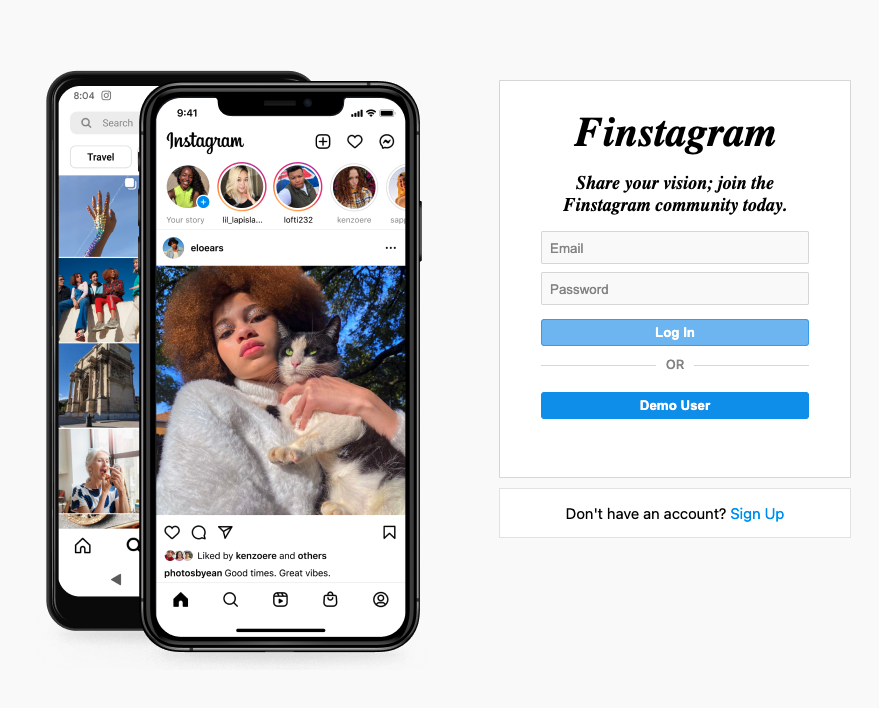 8:04
Search
Travel
9:41
Instagram
Your story
lil_lapisla...
lofti232
kenzoere
sapp
eloears
Liked by kenzoere and others
photosbyean Good times. Great vibes.
Finstagram
Share your vision; join the
Finstagram community today.
Email
Password
Log In
OR
Demo User
Don't have an account? Sign Up